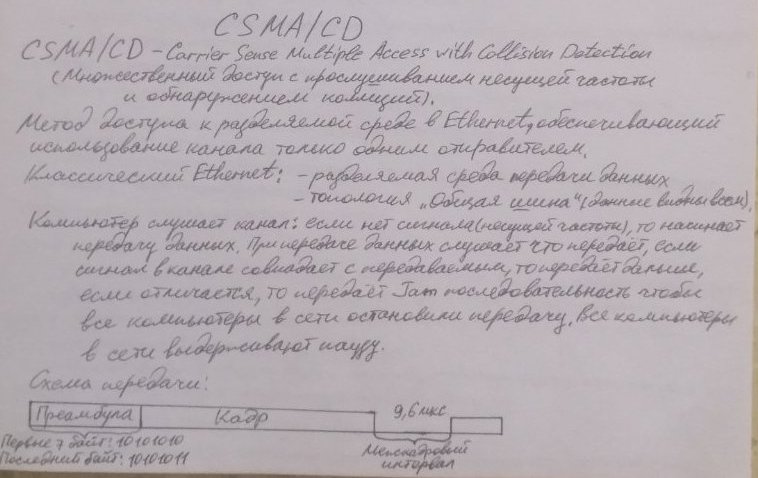 CSMA/CD
CSMA/CD – Carrier Sense Multiple Access with Collision Detection
(Множественный доступ с прослушиванием несущей частоты
и обнаружением коллизий).
Метод доступа к разделяемой среде в Ethernet, обеспечивающий
использование канала только одним отправителем.
Классический Ethernet: – разделяемая среда передачи данных
– топология „Общая шина“ (данные видны всем).
Компьютер слушает канал: если нет сигнала (несущей частоты), то начинает
передачу данных. При передаче данных слушает что передаёт, если
сигнал в канале совпадает с передаваемым, то передаёт дальше,
если отличается, то передаёт Jam последовательность чтобы
все компьютеры в сети остановили передачу. Все компьютеры
в сети выдерживают паузу.
Схема передачи:
Преамбула Кадр 9,6 мкс
Первые 7 байт: 10101010
Последний байт: 10101011
Межкадровый
интервал